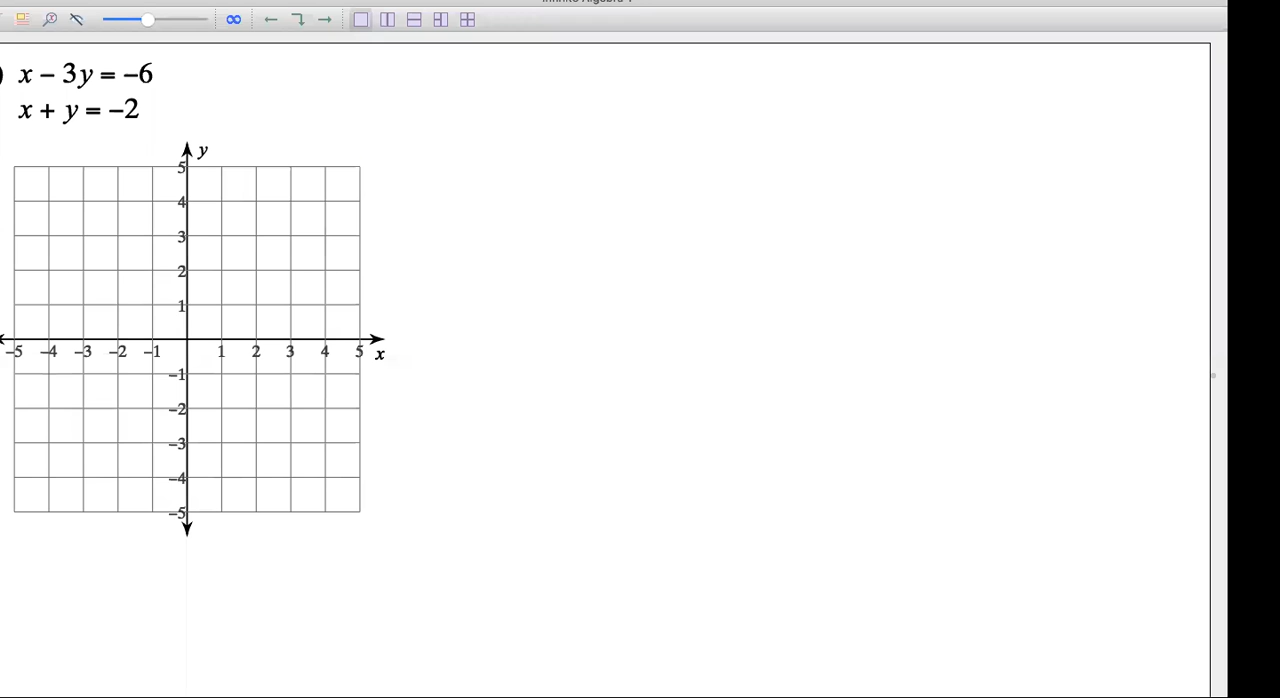 ) x − 3y = −6
x + y = −2
y
5
4
3
2
1
−5 −4 −3 −2 −1 1 2 3 4 5 x
−1
−2
−3
−4
−5